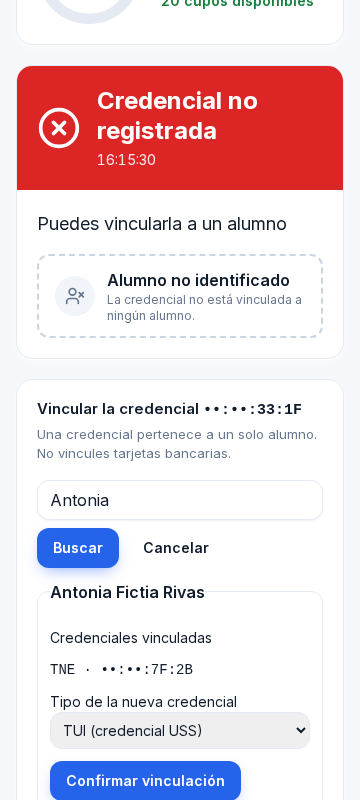 20 cupos disponibles
Credencial no
registrada
16:15:30
Puedes vincularla a un alumno
Alumno no identificado
La credencial no está vinculada a
ningún alumno.
Vincular la credencial ••:••:33:1F
Una credencial pertenece a un solo alumno.
No vincules tarjetas bancarias.
Antonia
Buscar Cancelar
Antonia Fictia Rivas
Credenciales vinculadas
TNE · ••:••:7F:2B
Tipo de la nueva credencial
TUI (credencial USS)
Confirmar vinculación